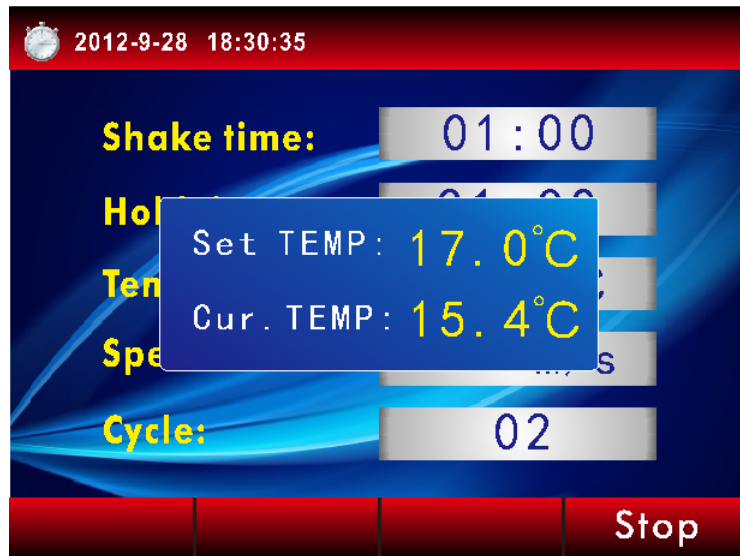 2012-9-28 18:30:35
Shake time: 01:00
Set TEMP: 17.0°C
Cur.TEMP: 15.4°C
Cycle: 02
Stop